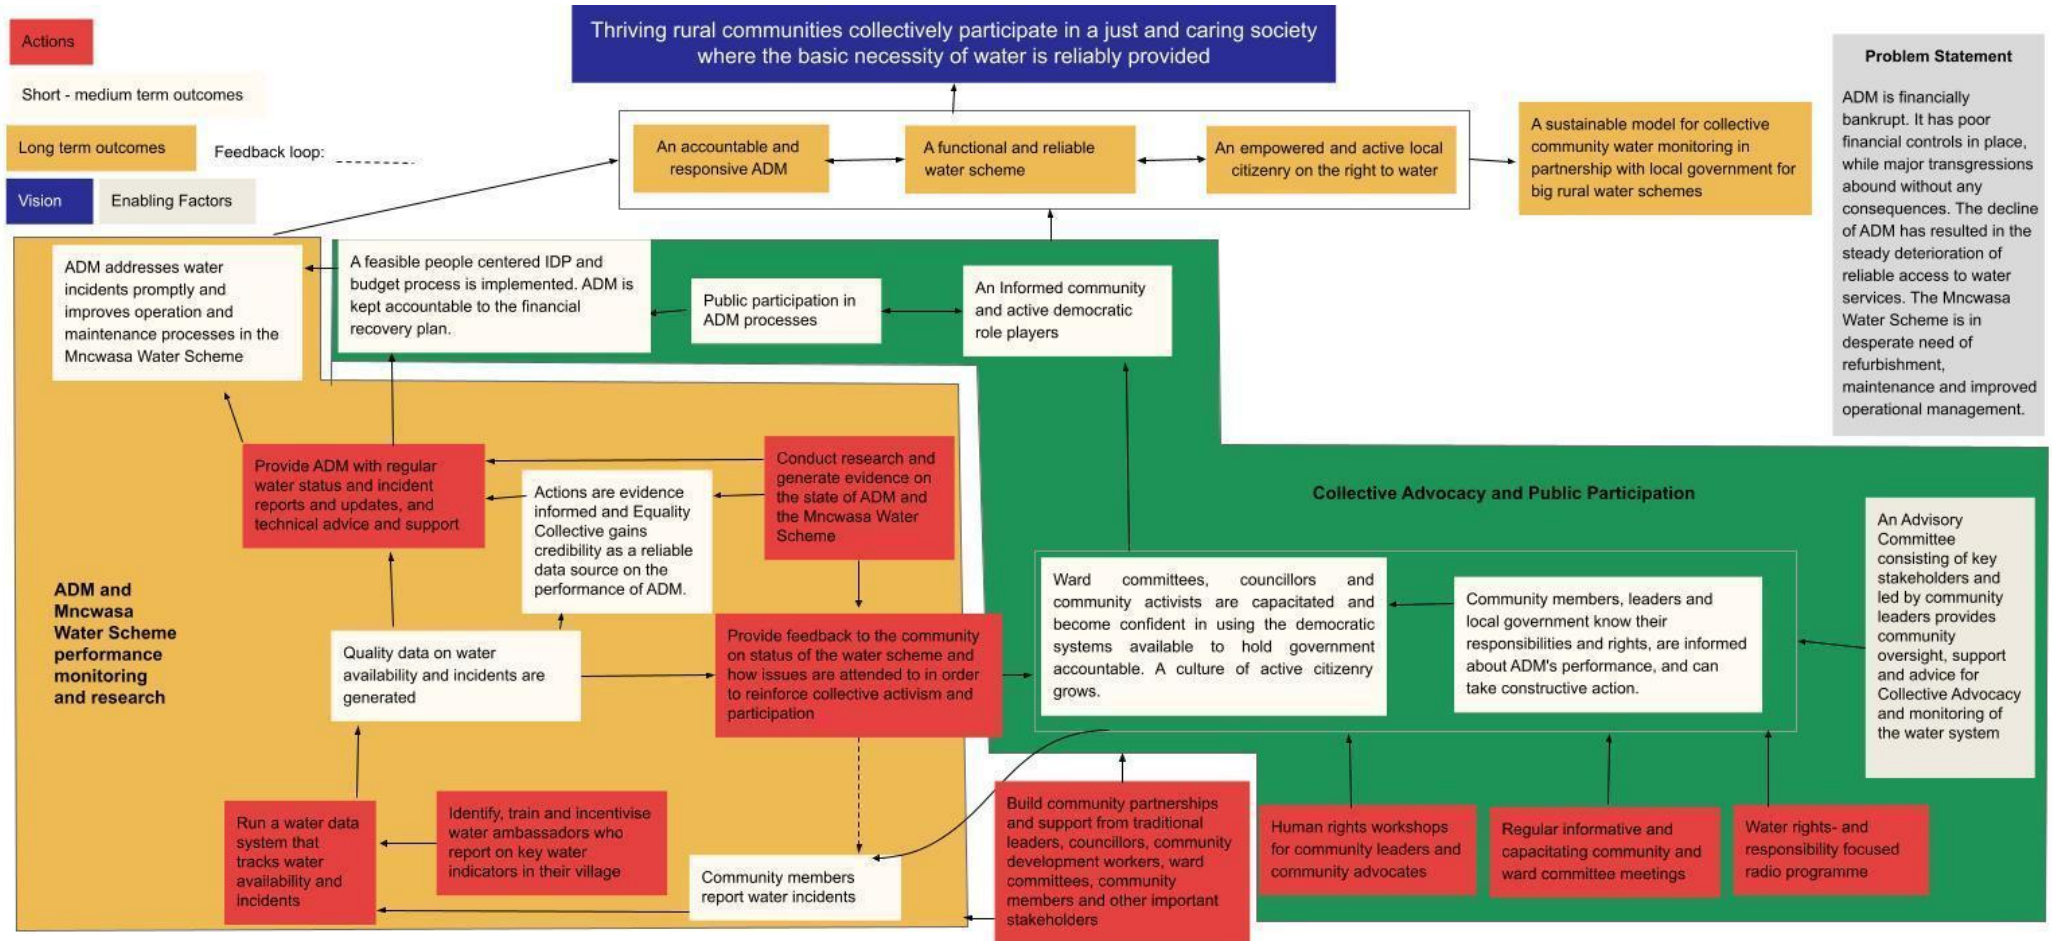 Actions
Short - medium term outcomes
Long term outcomes
Feedback loop:
Vision
Enabling Factors
Thriving rural communities collectively participate in a just and caring society
where the basic necessity of water is reliably provided
An accountable and
responsive ADM
A functional and reliable
water scheme
An empowered and active local
citizenry on the right to water
A sustainable model for collective
community water monitoring in
partnership with local government for
big rural water schemes
Problem Statement
ADM is financially
bankrupt. It has poor
financial controls in place,
while major transgressions
abound without any
consequences. The decline
of ADM has resulted in the
steady deterioration of
reliable access to water
services. The Mncwasa
Water Scheme is in
desperate need of
refurbishment,
maintenance and improved
operational management.
ADM addresses water
incidents promptly and
improves operation and
maintenance processes in the
Mncwasa Water Scheme
A feasible people centered IDP and
budget process is implemented. ADM is
kept accountable to the financial
recovery plan.
Public participation in
ADM processes
An Informed community
and active democratic
role players
Provide ADM with regular
water status and incident
reports and updates, and
technical advice and support
Actions are evidence
informed and Equality
Collective gains
credibility as a reliable
data source on the
performance of ADM.
Conduct research and
generate evidence on
the state of ADM and
the Mncwasa Water
Scheme
Collective Advocacy and Public Participation
An Advisory
Committee
consisting of key
stakeholders and
led by community
leaders provides
community
oversight, support
and advice for
Collective Advocacy
and monitoring of
the water system
ADM and
Mncwasa
Water Scheme
performance
monitoring
and research
Quality data on water
availability and incidents are
generated
Provide feedback to the community
on status of the water scheme and
how issues are attended to in order
to reinforce collective activism and
participation
Ward committees, councillors and
community activists are capacitated and
become confident in using the democratic
systems available to hold government
accountable. A culture of active citizenry
grows.
Community members, leaders and
local government know their
responsibilities and rights, are informed
about ADM's performance, and can
take constructive action.
Run a water data
system that
tracks water
availability and
incidents
Identify, train and incentivise
water ambassadors who
report on key water
indicators in their village
Community members
report water incidents
Build community partnerships
and support from traditional
leaders, councillors, community
development workers, ward
committees, community
members and other important
stakeholders
Human rights workshops
for community leaders and
community advocates
Regular informative and
capacitating community and
ward committee meetings
Water rights- and
responsibility focused
radio programme